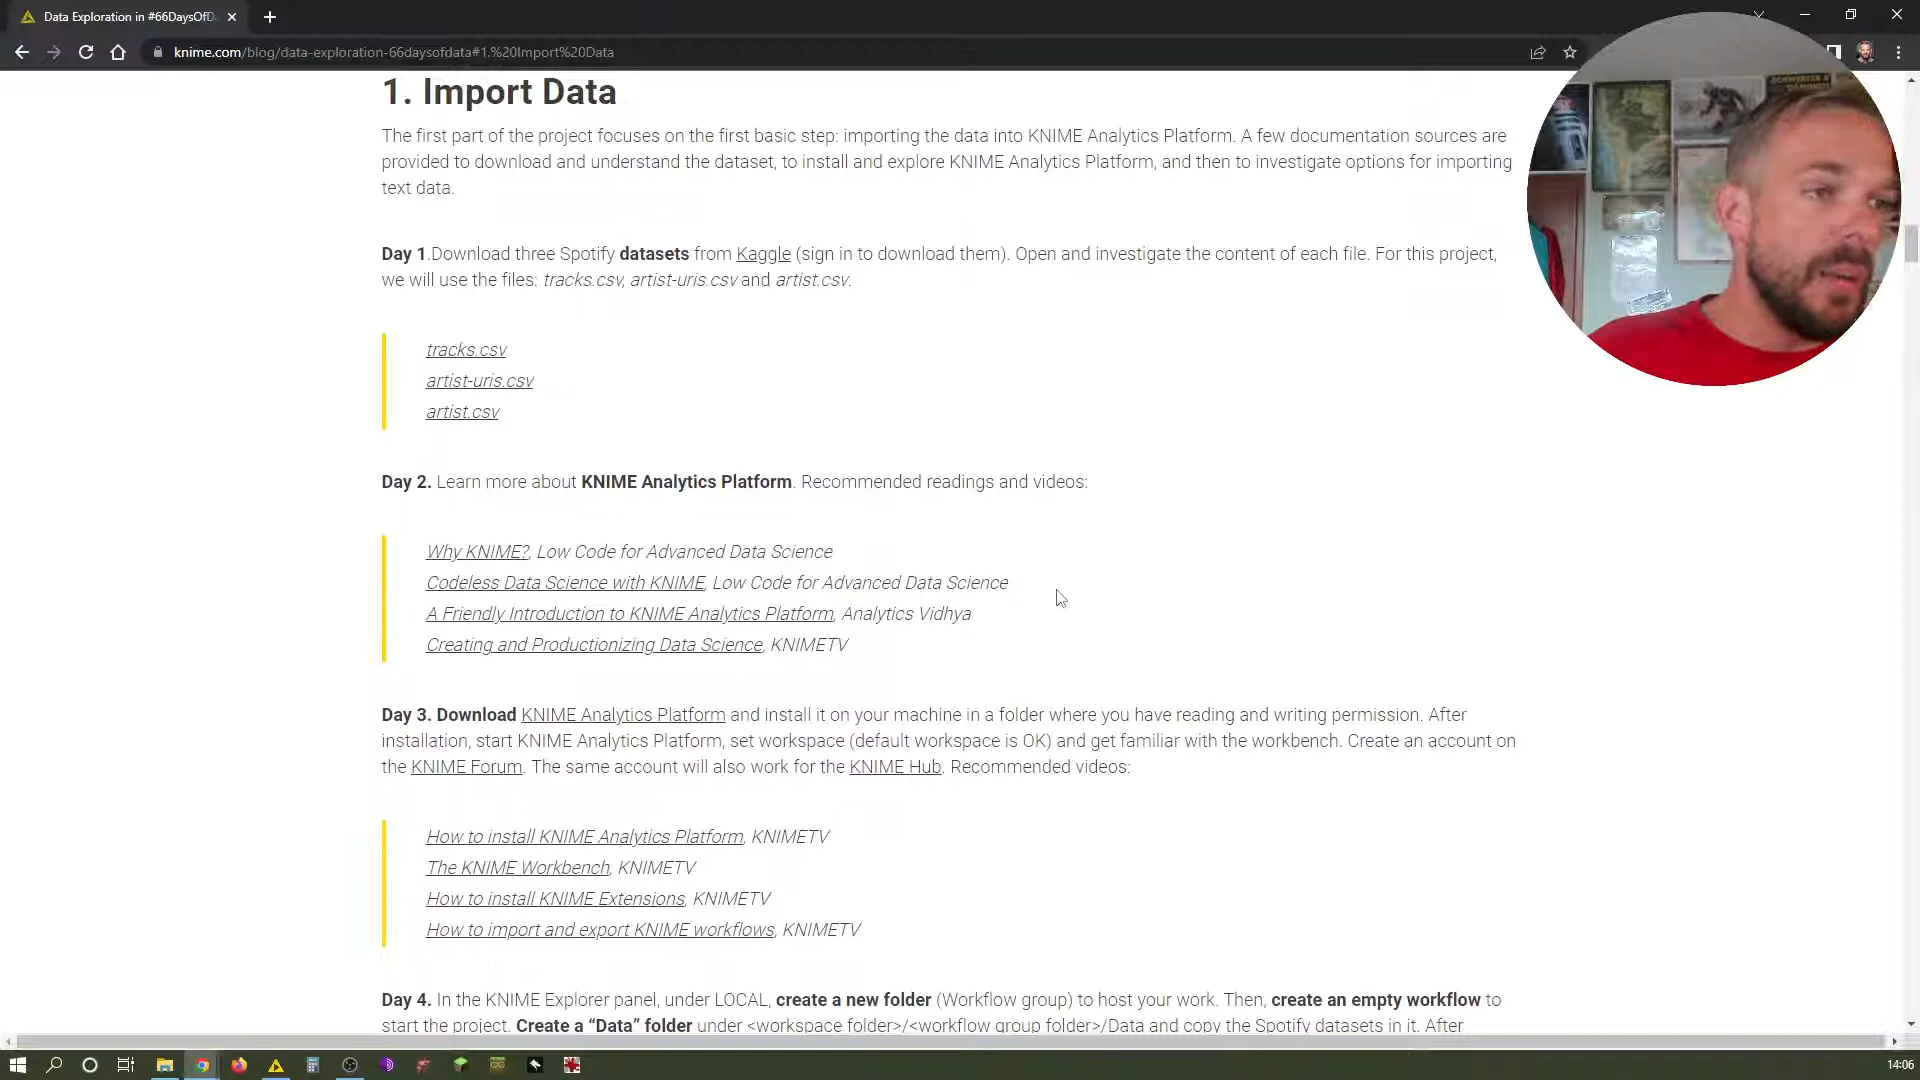 Data Exploration in #66DaysOfD
knime.com/blog/data-exploration-66daysofdata#1.%20Import%20Data
1. Import Data
The first part of the project focuses on the first basic step: importing the data into KNIME Analytics Platform. A few documentation sources are
provided to download and understand the dataset, to install and explore KNIME Analytics Platform, and then to investigate options for importing
text data.
Day 1.Download three Spotify datasets from Kaggle (sign in to download them). Open and investigate the content of each file. For this project,
we will use the files: tracks.csv, artist-uris.csv and artist.csv.
tracks.csv
artist-uris.csv
artist.csv
Day 2. Learn more about KNIME Analytics Platform. Recommended readings and videos:
Why KNIME?, Low Code for Advanced Data Science
Codeless Data Science with KNIME, Low Code for Advanced Data Science
A Friendly Introduction to KNIME Analytics Platform, Analytics Vidhya
Creating and Productionizing Data Science, KNIMETV
Day 3. Download KNIME Analytics Platform and install it on your machine in a folder where you have reading and writing permission. After
installation, start KNIME Analytics Platform, set workspace (default workspace is OK) and get familiar with the workbench. Create an account on
the KNIME Forum. The same account will also work for the KNIME Hub. Recommended videos:
How to install KNIME Analytics Platform, KNIMETV
The KNIME Workbench, KNIMETV
How to install KNIME Extensions, KNIMETV
How to import and export KNIME workflows, KNIMETV
Day 4. In the KNIME Explorer panel, under LOCAL, create a new folder (Workflow group) to host your work. Then, create an empty workflow to
start the project. Create a “Data” folder under <workspace folder>/<workflow group folder>/Data and copy the Spotify datasets in it. After
14:06